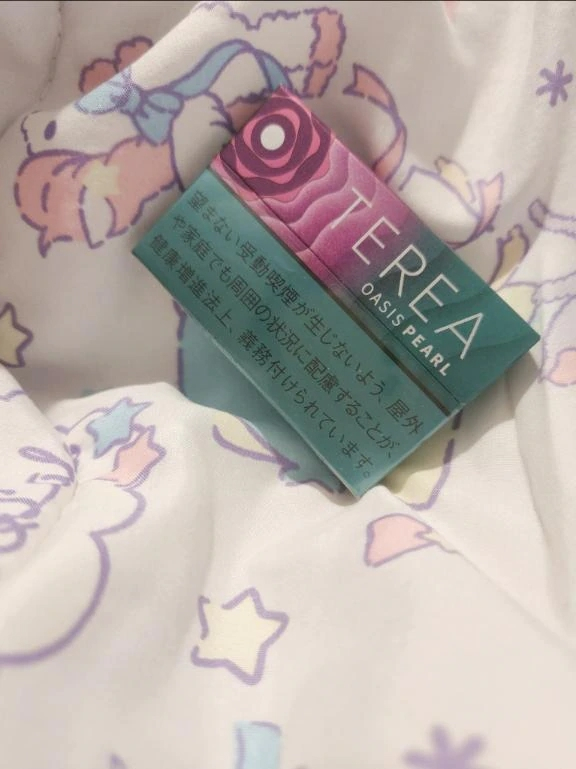 TEREA
OASIS PEARL
望まない受動喫煙が生じないよう、屋外
や家庭でも周囲の状況に配慮することが、
健康増進法上、義務付けられています。